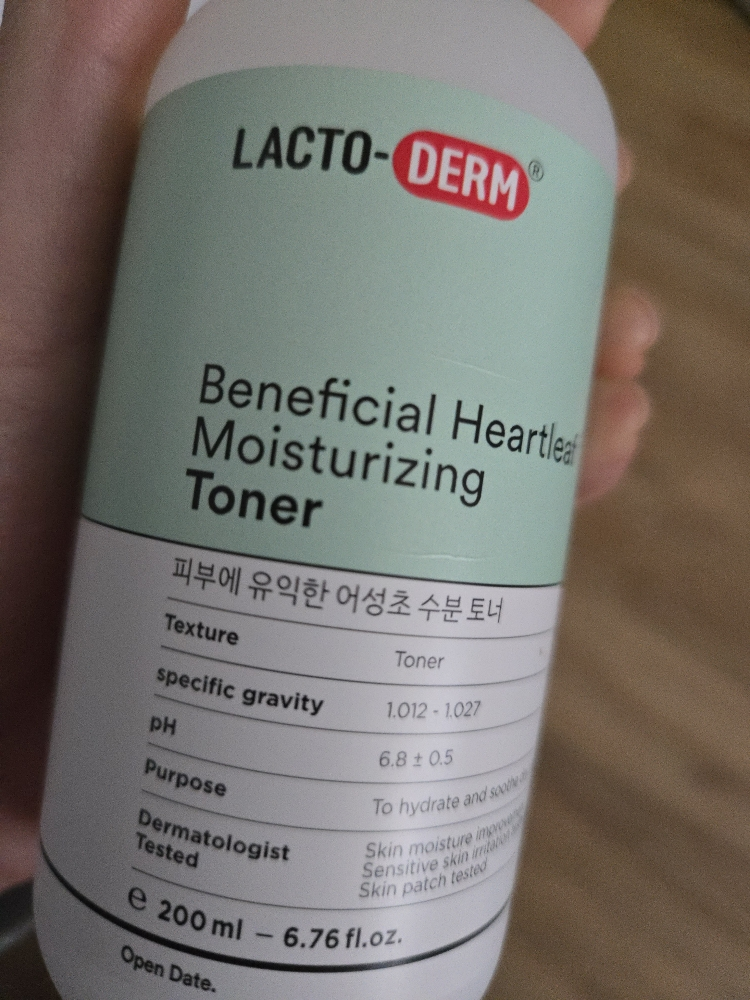 LACTO-DERM®
Beneficial Heartleaf
Moisturizing
Toner
피부에 유익한 어성초 수분 토너
Texture Toner
specific gravity 1.012 - 1.027
pH 6.8 ± 0.5
Purpose To hydrate and soothe
Dermatologist Tested Skin moisture
Sensitive skin irritation
Skin patch tested
℮ 200 ml – 6.76 fl.oz.
Open Date.